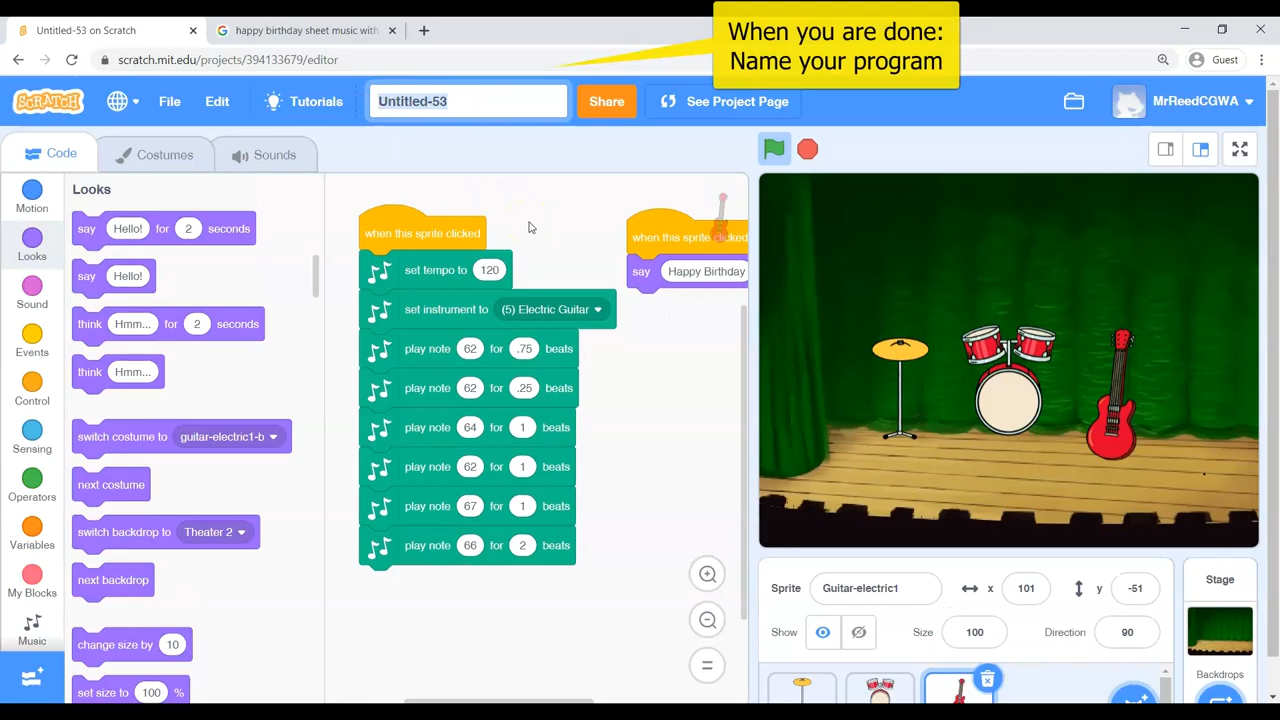 When you are done:
Name your program
Untitled-53 on Scratch
happy birthday sheet music with
scratch.mit.edu/projects/394133679/editor
Guest
SCRATCH
File
Edit
Tutorials
Untitled-53
Share
See Project Page
MrReedCGWA
Code
Costumes
Sounds
Motion
Looks
Sound
Events
Control
Sensing
Operators
Variables
My Blocks
Music
Looks
say Hello! for 2 seconds
say Hello!
think Hmm... for 2 seconds
think Hmm...
switch costume to guitar-electric1-b
next costume
switch backdrop to Theater 2
next backdrop
change size by 10
set size to 100 %
when this sprite clicked
set tempo to 120
set instrument to (5) Electric Guitar
play note 62 for .75 beats
play note 62 for .25 beats
play note 64 for 1 beats
play note 62 for 1 beats
play note 67 for 1 beats
play note 66 for 2 beats
when this sprite clicked
say Happy Birthday
Sprite Guitar-electric1 x 101 y -51
Show Size 100 Direction 90
Stage
Backdrops